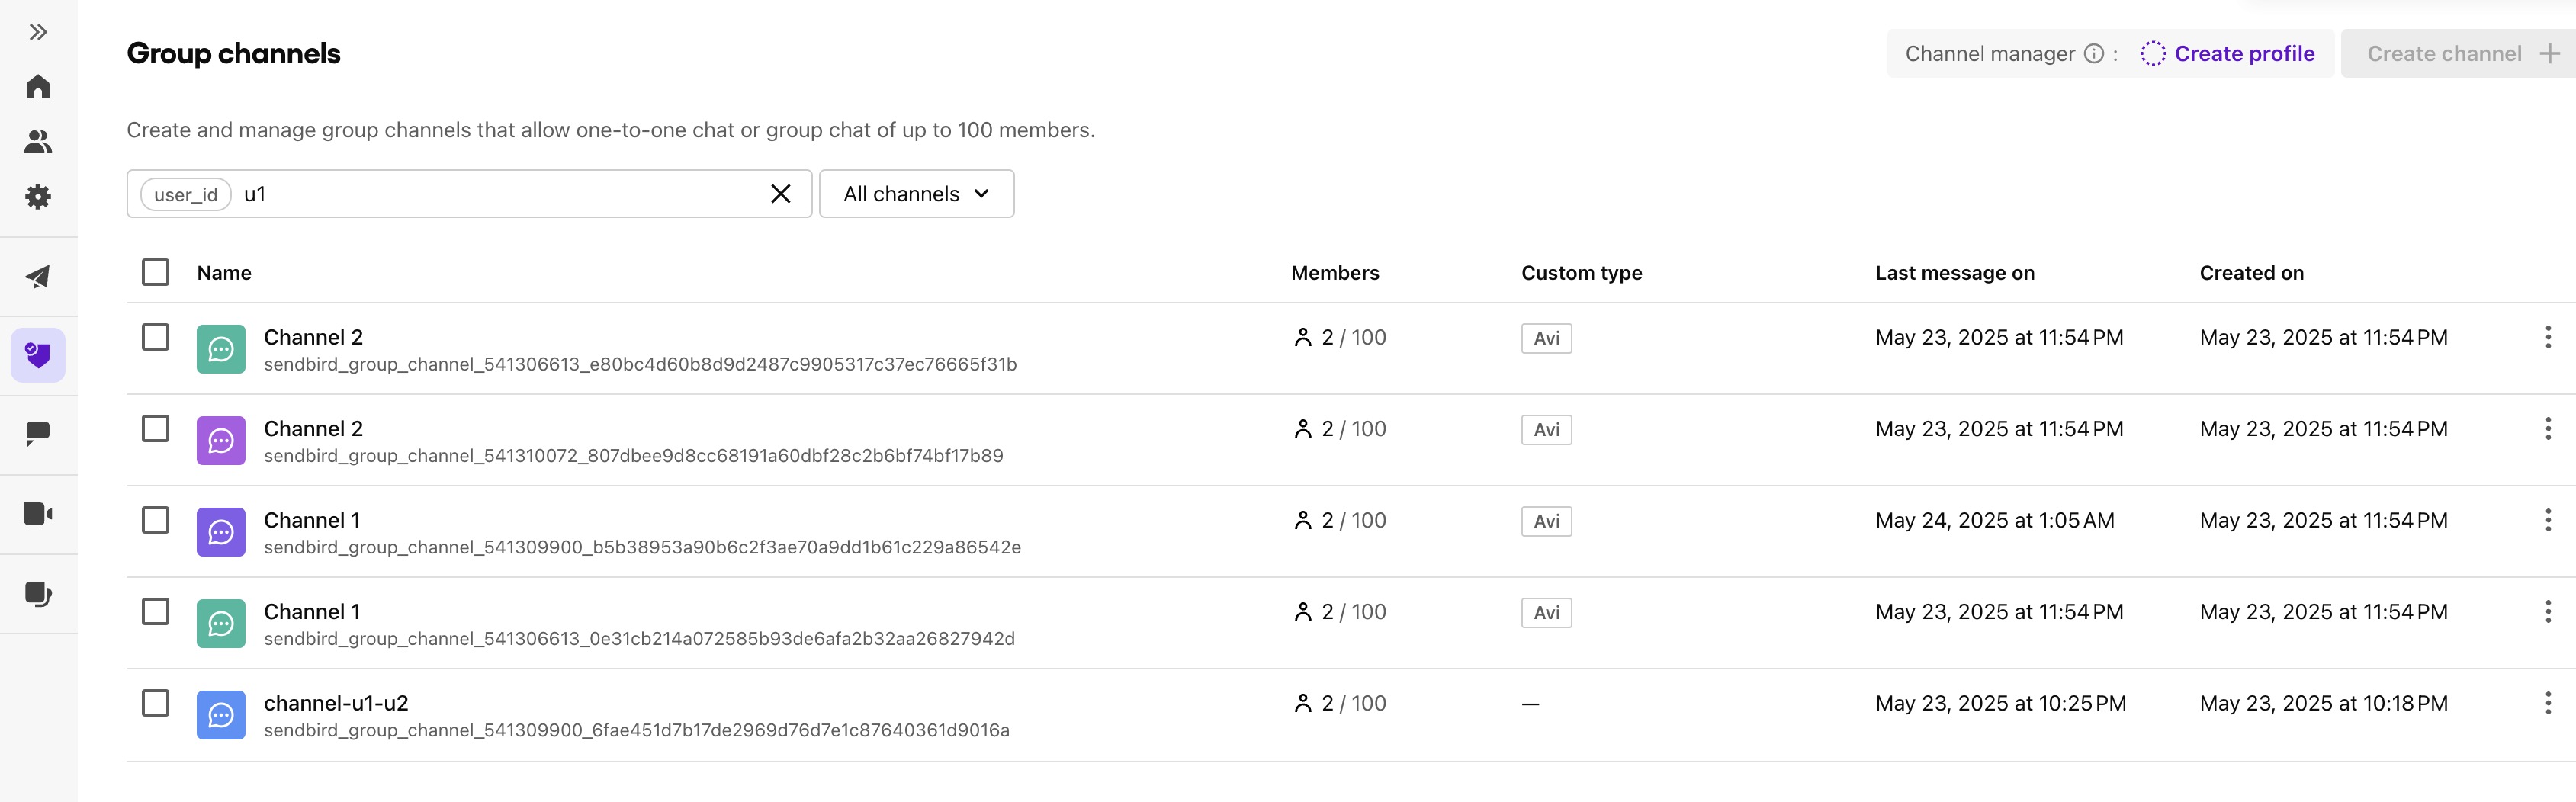 Group channels
Channel manager : Create profile
Create channel
Create and manage group channels that allow one-to-one chat or group chat of up to 100 members.
user_id u1
All channels
Name Members Custom type Last message on Created on
Channel 2 2 / 100 Avi May 23, 2025 at 11:54 PM May 23, 2025 at 11:54 PM
sendbird_group_channel_541306613_e80bc4d60b8d9d2487c9905317c37ec76665f31b
Channel 2 2 / 100 Avi May 23, 2025 at 11:54 PM May 23, 2025 at 11:54 PM
sendbird_group_channel_541310072_807dbee9d8cc68191a60dbf28c2b6bf74bf17b89
Channel 1 2 / 100 Avi May 24, 2025 at 1:05 AM May 23, 2025 at 11:54 PM
sendbird_group_channel_541309900_b5b38953a90b6c2f3ae70a9dd1b61c229a86542e
Channel 1 2 / 100 Avi May 23, 2025 at 11:54 PM May 23, 2025 at 11:54 PM
sendbird_group_channel_541306613_0e31cb214a072585b93de6afa2b32aa26827942d
channel-u1-u2 2 / 100 — May 23, 2025 at 10:25 PM May 23, 2025 at 10:18 PM
sendbird_group_channel_541309900_6fae451d7b17de2969d76d7e1c87640361d9016a